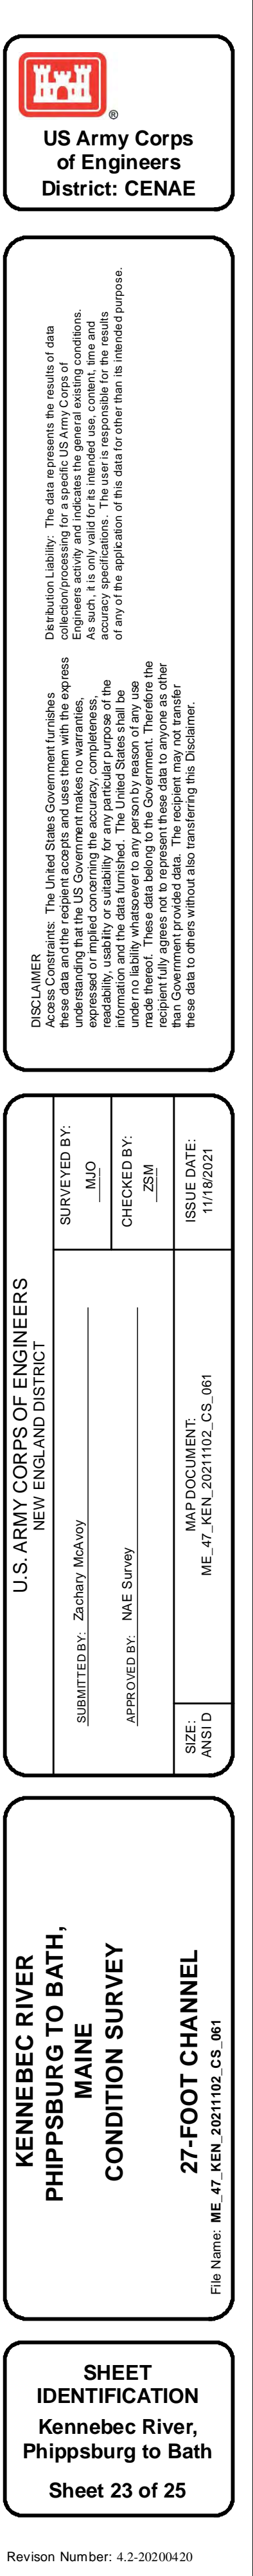 US Army Corps
of Engineers
District: CENAE
®
DISCLAIMER
Access Constraints: The United States Government furnishes
these data and the recipient accepts and uses them with the express
understanding that the US Government makes no warranties,
expressed or implied concerning the accuracy, completeness,
readability, usability or suitability for any particular purpose of the
information and the data furnished. The United States shall be
under no liability whatsoever to any person by reason of any use
made thereof. These data belong to the Government. Therefore the
recipient fully agrees not to represent these data to anyone as other
than Government provided data. The recipient may not transfer
these data to others without also transferring this Disclaimer.
Distribution Liability: The data represents the results of data
collection/processing for a specific US Army Corps of
Engineers activity and indicates the general existing conditions.
As such, it is only valid for its intended use, content, time and
accuracy specifications. The user is responsible for the results
of any of the application of this data for other than its intended purpose.
U.S. ARMY CORPS OF ENGINEERS
NEW ENGLAND DISTRICT
SUBMITTED BY: Zachary McAvoy
APPROVED BY: NAE Survey
SURVEYED BY:
MJO
CHECKED BY:
ZSM
SIZE:
ANSI D
MAP DOCUMENT:
ME_47_KEN_20211102_CS_061
ISSUE DATE:
11/18/2021
KENNEBEC RIVER
PHIPPSBURG TO BATH,
MAINE
CONDITION SURVEY
27-FOOT CHANNEL
File Name: ME_47_KEN_20211102_CS_061
SHEET
IDENTIFICATION
Kennebec River,
Phippsburg to Bath
Sheet 23 of 25
Revison Number: 4.2-20200420